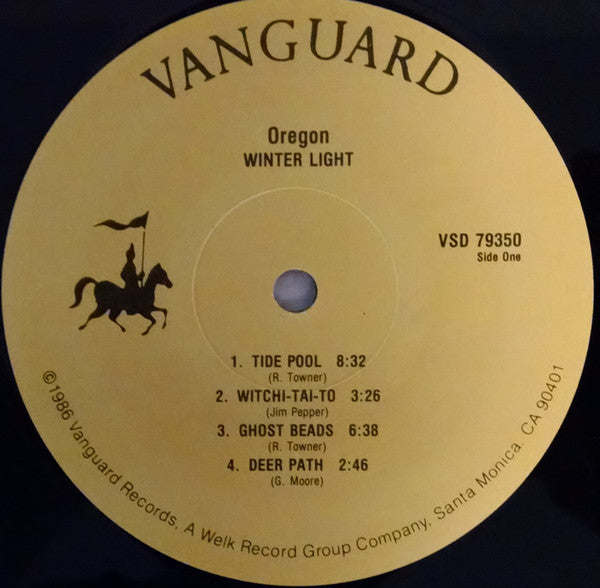 VANGUARD
Oregon
WINTER LIGHT
VSD 79350
Side One
1. TIDE POOL 8:32
(R. Towner)
2. WITCHI-TAI-TO 3:26
(Jim Pepper)
3. GHOST BEADS 6:38
(R. Towner)
4. DEER PATH 2:46
(G. Moore)
©1986 Vanguard Records, A Welk Record Group Company, Santa Monica, CA 90401